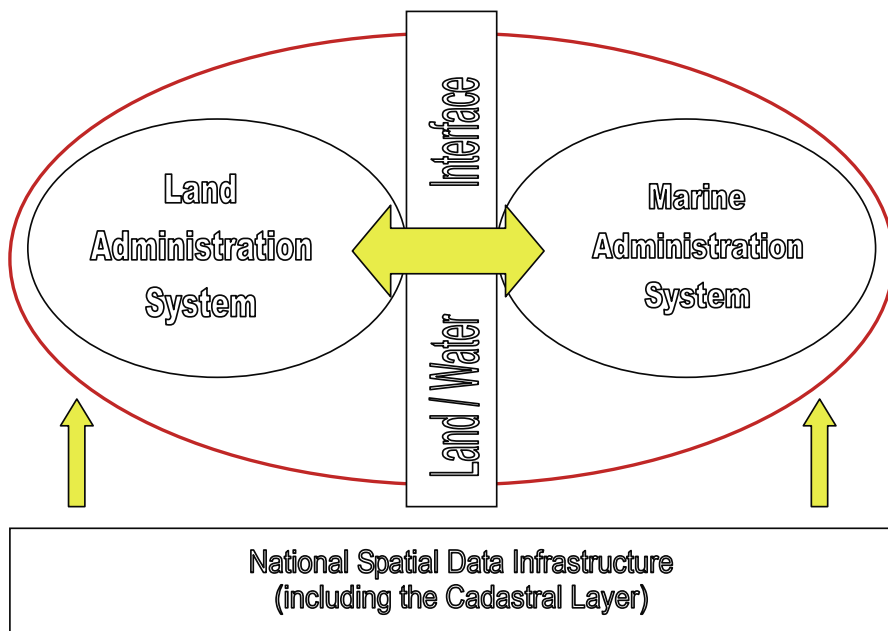 Land
Administration
System
Land / Water Interface
Marine
Administration
System
National Spatial Data Infrastructure
(including the Cadastral Layer)